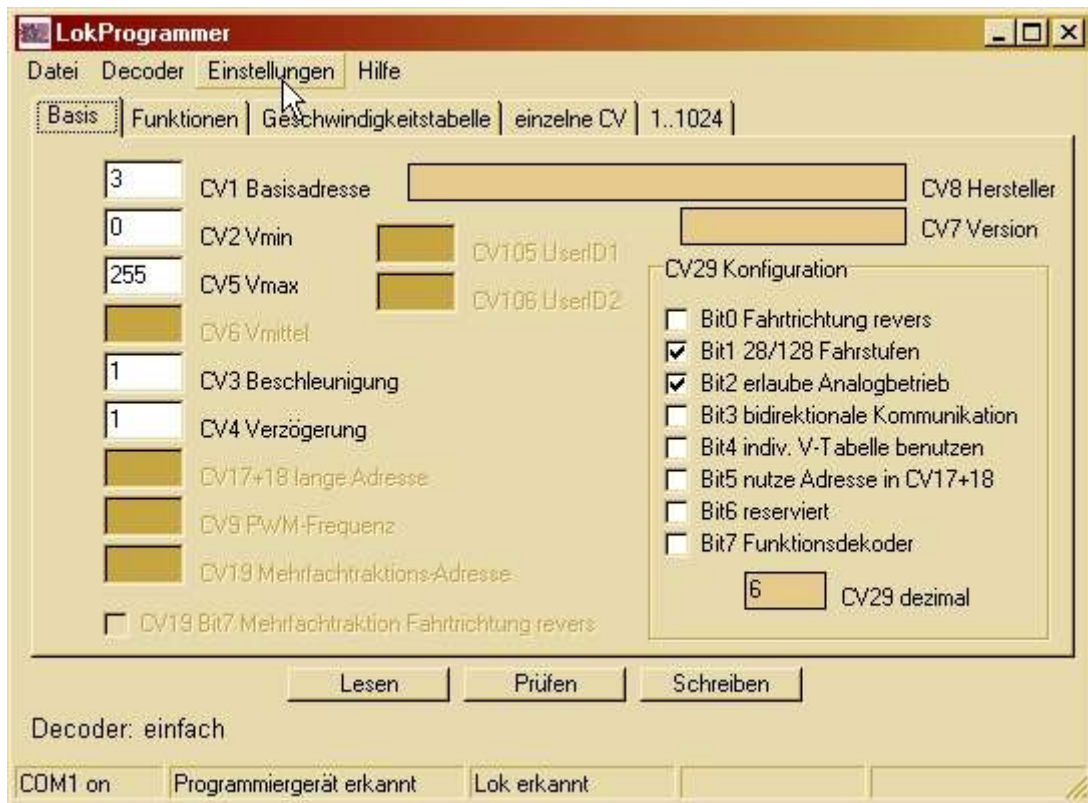 LokProgrammer
Datei Decoder Einstellungen Hilfe
Basis Funktionen Geschwindigkeitstabelle einzelne CV 1..1024
3 CV1 Basisadresse
CV8 Hersteller
0 CV2 Vmin
CV7 Version
255 CV5 Vmax
CV6 Vmittel
1 CV3 Beschleunigung
1 CV4 Verzögerung
CV17+18 lange Adresse
CV9 PWM-Frequenz
CV19 Mehrfachtraktions-Adresse
CV19 Bit7 Mehrfachtraktion Fahrtrichtung revers
CV105 UserID1
CV106 UserID2
CV29 Konfiguration
Bit0 Fahrtrichtung revers
Bit1 28/128 Fahrstufen
Bit2 erlaube Analogbetrieb
Bit3 bidirektionale Kommunikation
Bit4 indiv. V-Tabelle benutzen
Bit5 nutze Adresse in CV17+18
Bit6 reserviert
Bit7 Funktionsdekoder
6 CV29 dezimal
Lesen Prüfen Schreiben
Decoder: einfach
COM1 on Programmiergerät erkannt Lok erkannt